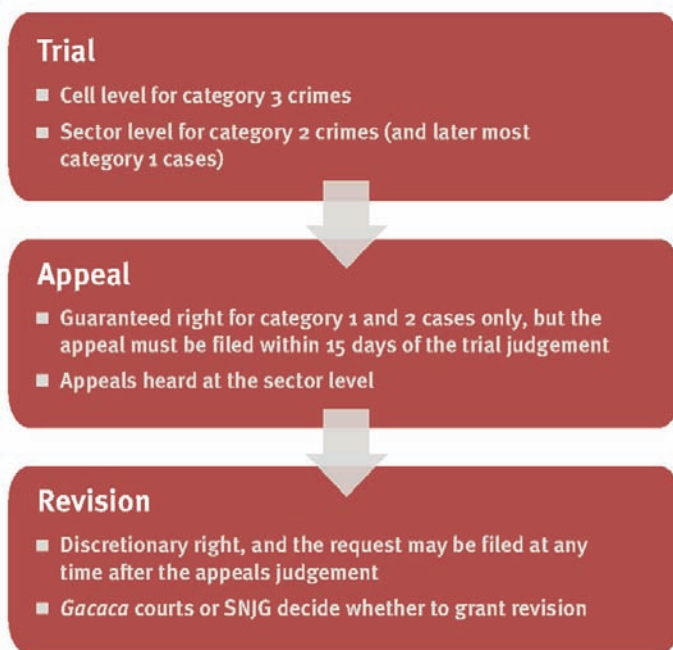 Trial
■ Cell level for category 3 crimes
■ Sector level for category 2 crimes (and later most
category 1 cases)
Appeal
■ Guaranteed right for category 1 and 2 cases only, but the
appeal must be filed within 15 days of the trial judgement
■ Appeals heard at the sector level
Revision
■ Discretionary right, and the request may be filed at any
time after the appeals judgement
■ Gacaca courts or SNJG decide whether to grant revision